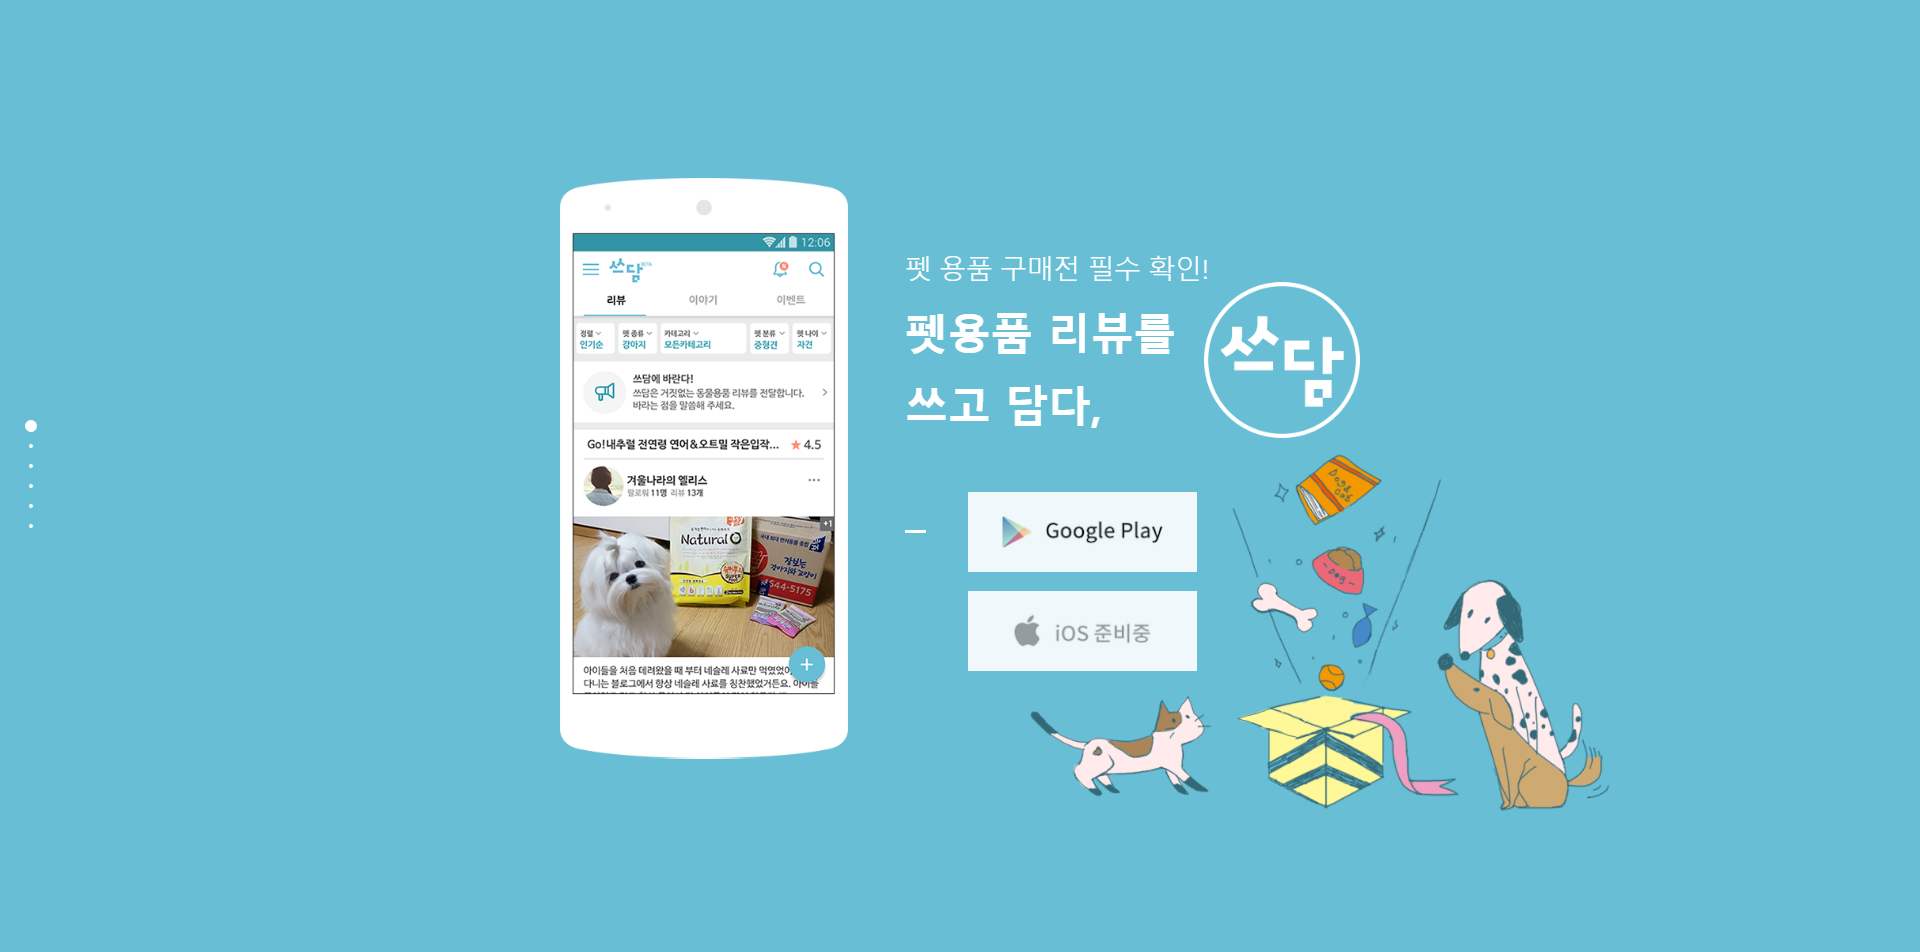 12:06
쓰담 BETA
리뷰 이야기 이벤트
정렬 펫 종류 카테고리 펫 분류 펫 나이
인기순 강아지 모든카테고리 중형견 자견
쓰담에 바란다!
쓰담은 거짓없는 동물용품 리뷰를 전달합니다.
바라는 점을 말씀해 주세요.
Go!내추럴 전연령 연어&오트밀 작은입작... 4.5
겨울나라의 엘리스
팔로워 11명 리뷰 13개
+1
Natural
544-5175
아이들을 처음 데려왔을 때 부터 네슬레 사료만 먹였었어
다니는 블로그에서 항상 네슬레 사료를 칭찬했었거든요. 아이들
+
펫 용품 구매전 필수 확인!
펫용품 리뷰를
쓰고 담다,
쓰담
Google Play
iOS 준비중
DOG